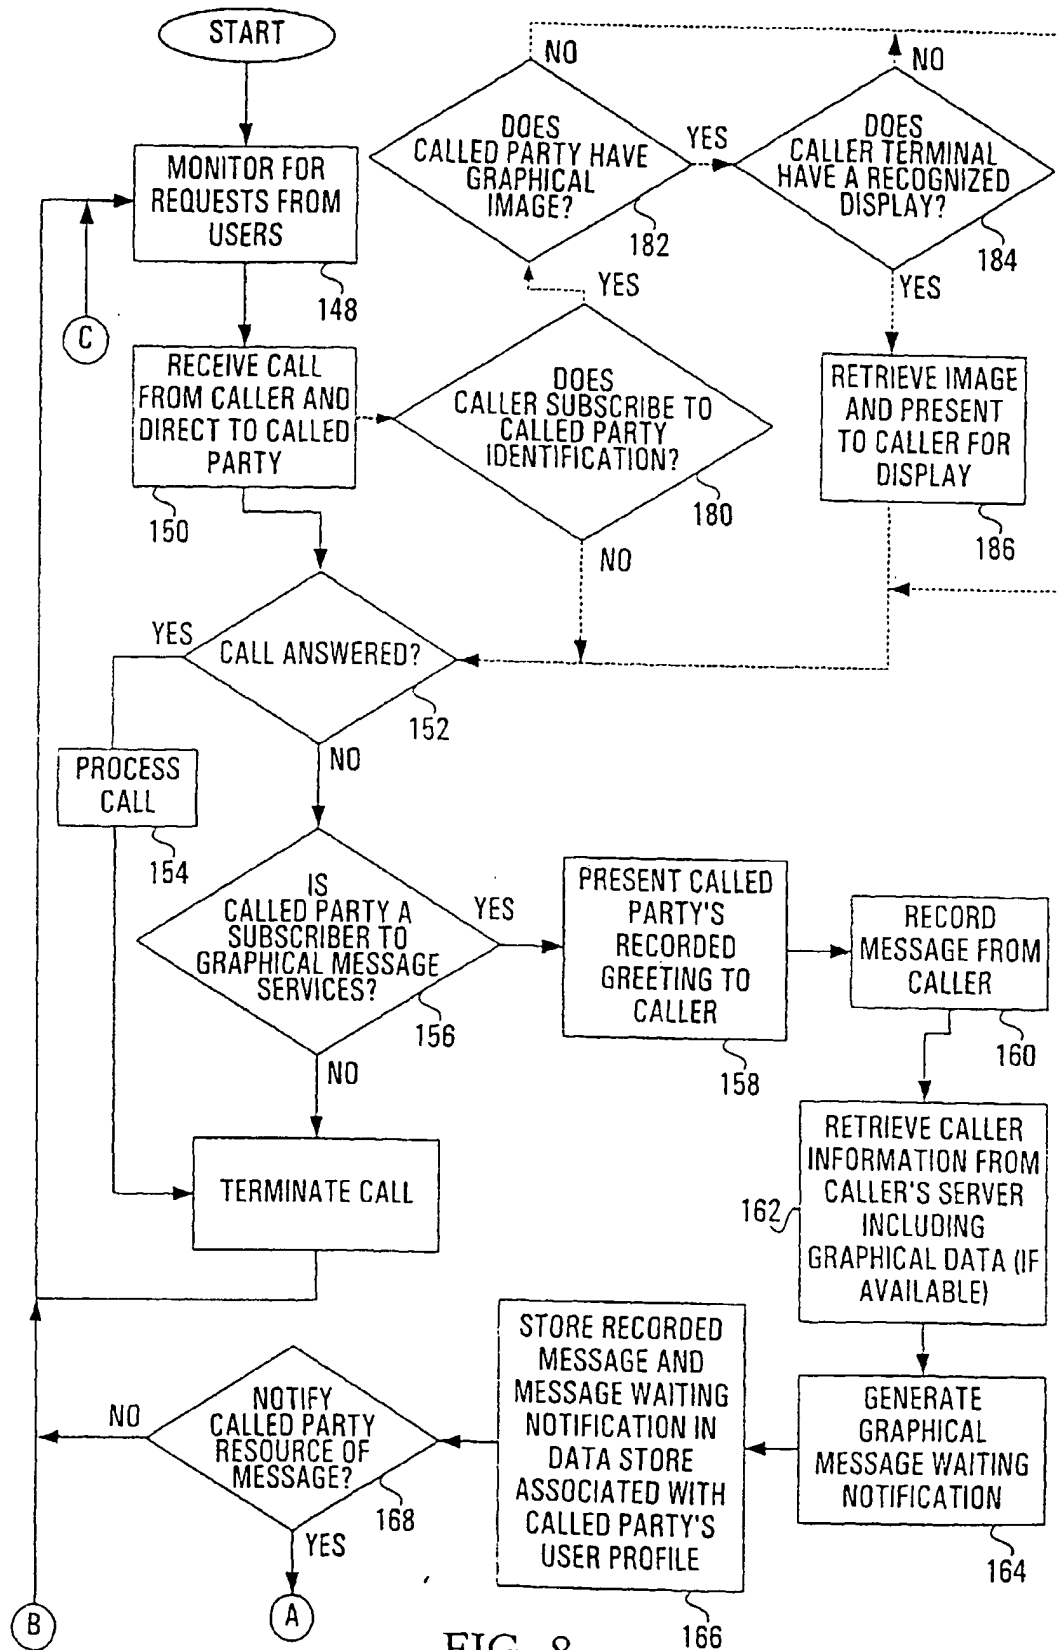 START
MONITOR FOR
REQUESTS FROM
USERS
148
C
RECEIVE CALL
FROM CALLER AND
DIRECT TO CALLED
PARTY
150
DOES
CALLER SUBSCRIBE TO
CALLED PARTY
IDENTIFICATION?
180
YES
NO
DOES
CALLED PARTY HAVE
GRAPHICAL
IMAGE?
182
NO
YES
DOES
CALLER TERMINAL
HAVE A RECOGNIZED
DISPLAY?
184
NO
YES
RETRIEVE IMAGE
AND PRESENT
TO CALLER FOR
DISPLAY
186
CALL ANSWERED?
152
YES
NO
PROCESS
CALL
154
IS
CALLED PARTY A
SUBSCRIBER TO
GRAPHICAL MESSAGE
SERVICES?
156
YES
NO
PRESENT CALLED
PARTY'S
RECORDED
GREETING TO
CALLER
158
RECORD
MESSAGE FROM
CALLER
160
TERMINATE CALL
RETRIEVE CALLER
INFORMATION FROM
CALLER'S SERVER
INCLUDING
GRAPHICAL DATA (IF
AVAILABLE)
162
GENERATE
GRAPHICAL
MESSAGE WAITING
NOTIFICATION
164
STORE RECORDED
MESSAGE AND
MESSAGE WAITING
NOTIFICATION IN
DATA STORE
ASSOCIATED WITH
CALLED PARTY'S
USER PROFILE
166
NOTIFY
CALLED PARTY
RESOURCE OF
MESSAGE?
168
NO
YES
B
A
FIG. 8